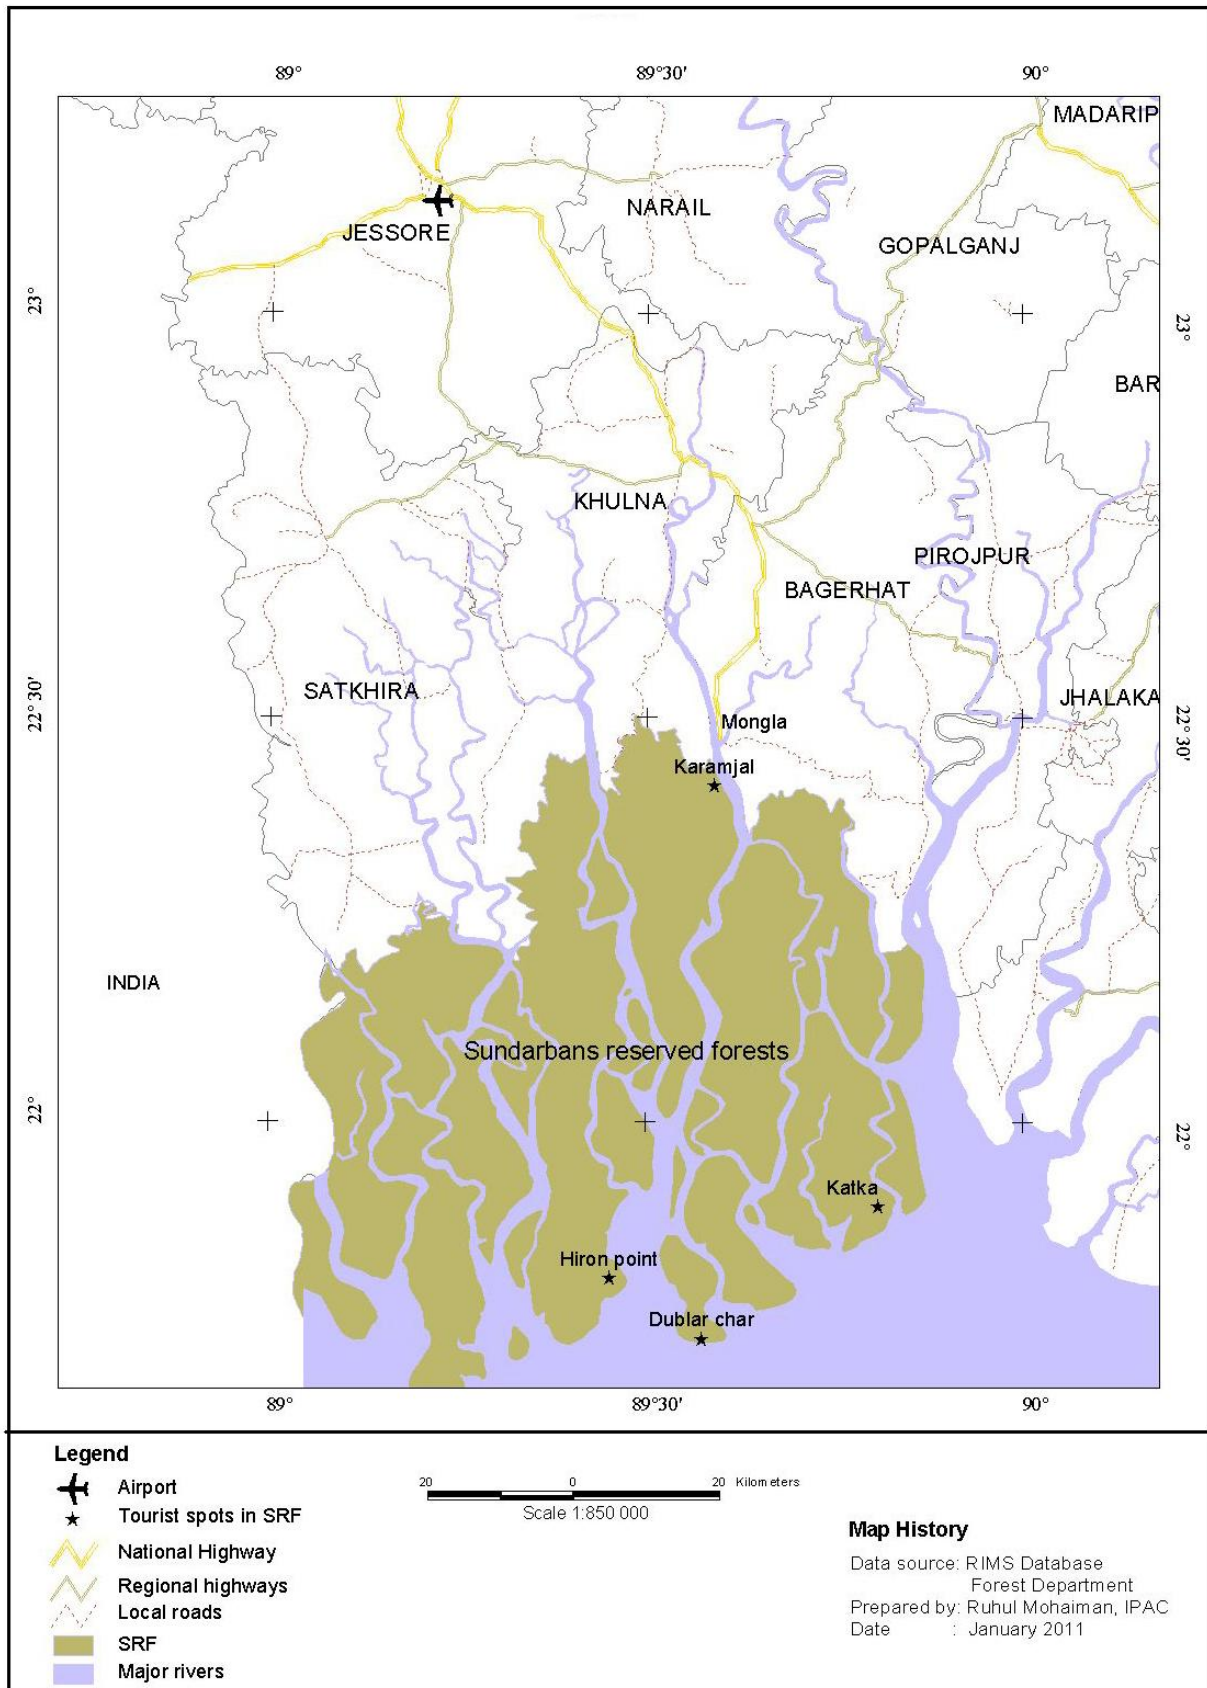 89°
89°30'
90°
MADARIP
NARAIL
JESSORE
GOPALGANJ
23°
23°
BAR
KHULNA
PIROJPUR
BAGERHAT
SATKHIRA
22° 30'
JHALAKA
22° 30'
Mongla
Karamjal
INDIA
Sundarbans reserved forests
22°
22°
Katka
Hiron point
Dublar char
89°
89°30'
90°
Legend
Airport
Tourist spots in SRF
National Highway
Regional highways
Local roads
SRF
Major rivers
20 0 20 Kilometers
Scale 1:850 000
Map History
Data source: RIMS Database
Forest Department
Prepared by: Ruhul Mohaiman, IPAC
Date : January 2011